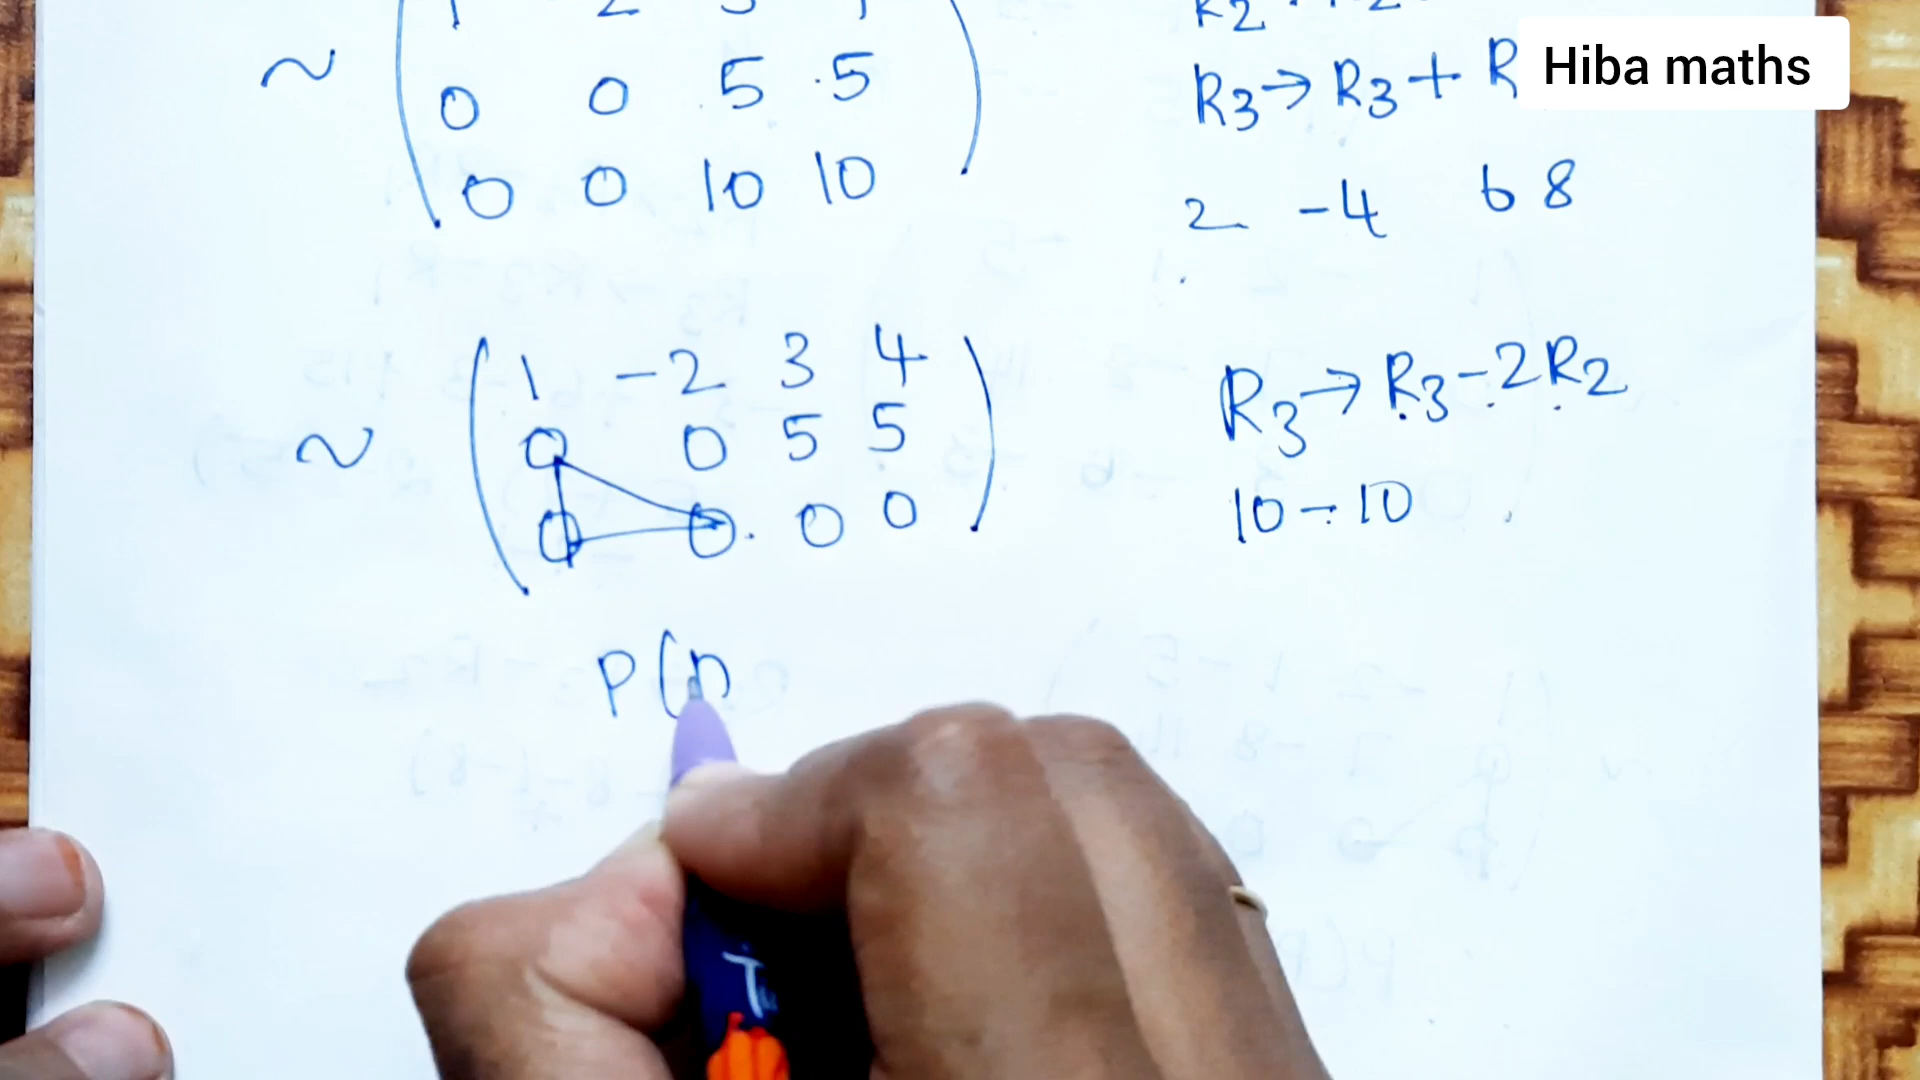 R2
Hiba maths
~ 0 0 5 5
R3 → R3 + R
0 0 10 10
2 -4 6 8
1 -2 3 4
R3 → R3 - 2R2
~ 0 0 5 5
0 0 0 0
10 - 10
P(